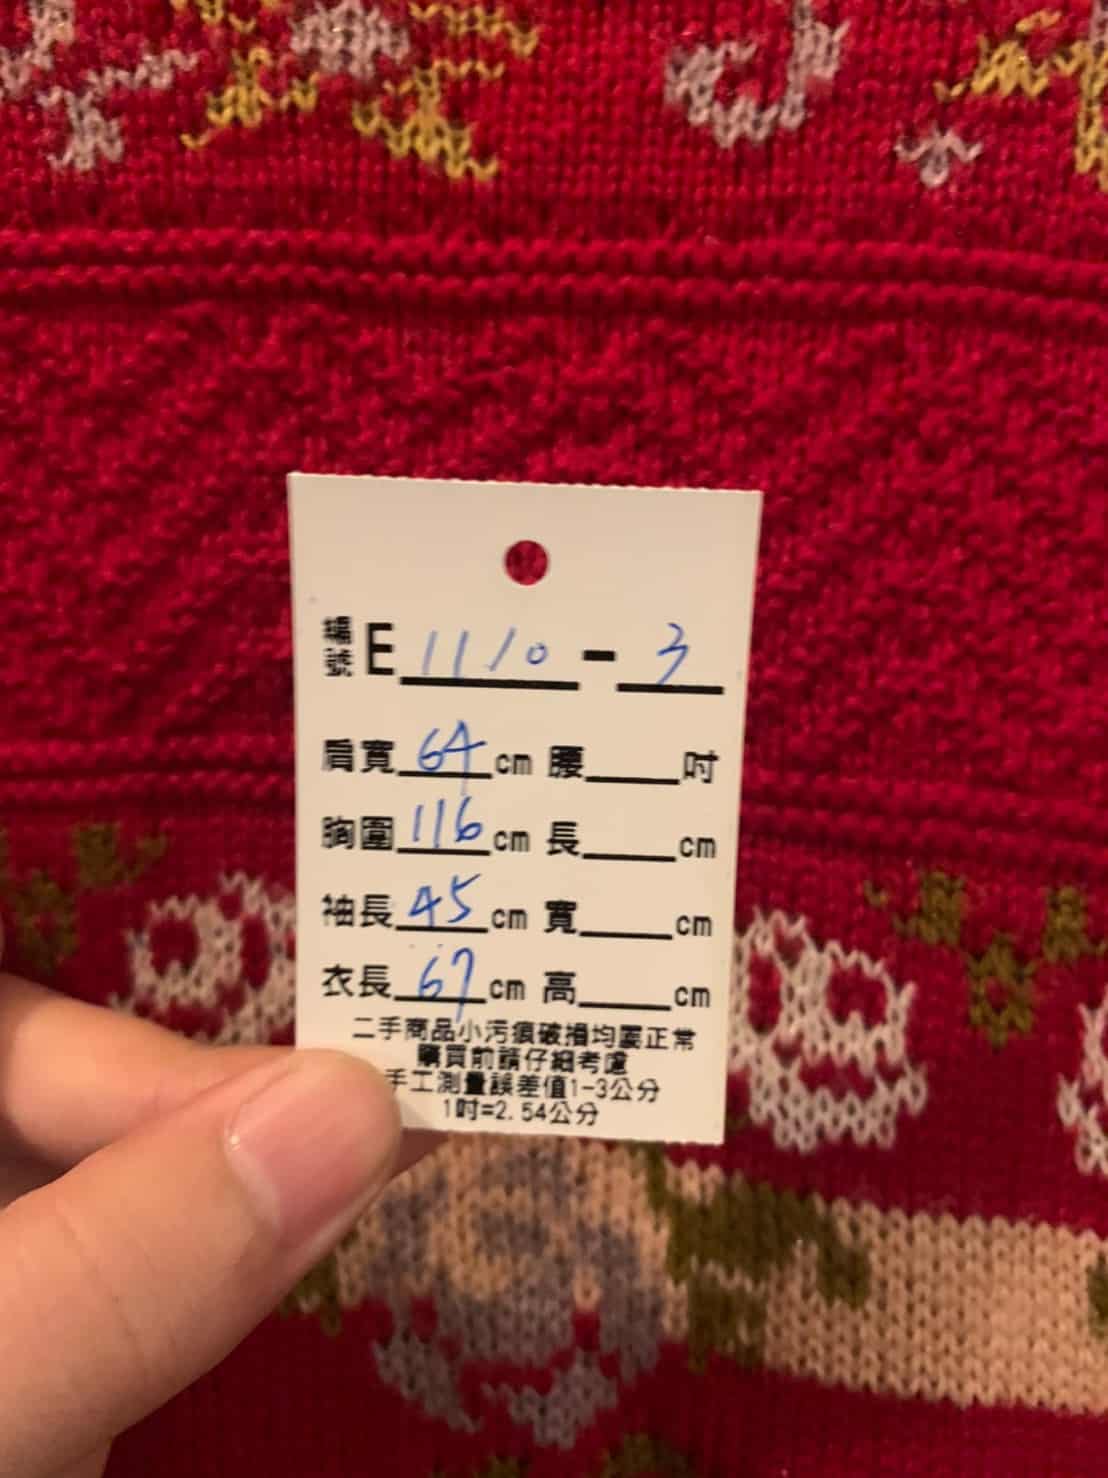 編號 E 1110 - 3
肩寬 64 cm 腰 吋
胸圍 116 cm 長 cm
袖長 45 cm 寬 cm
衣長 67 cm 高 cm
二手商品小污痕破損均屬正常
購買前請仔細考慮
手工測量誤差值1-3公分
1吋=2.54公分